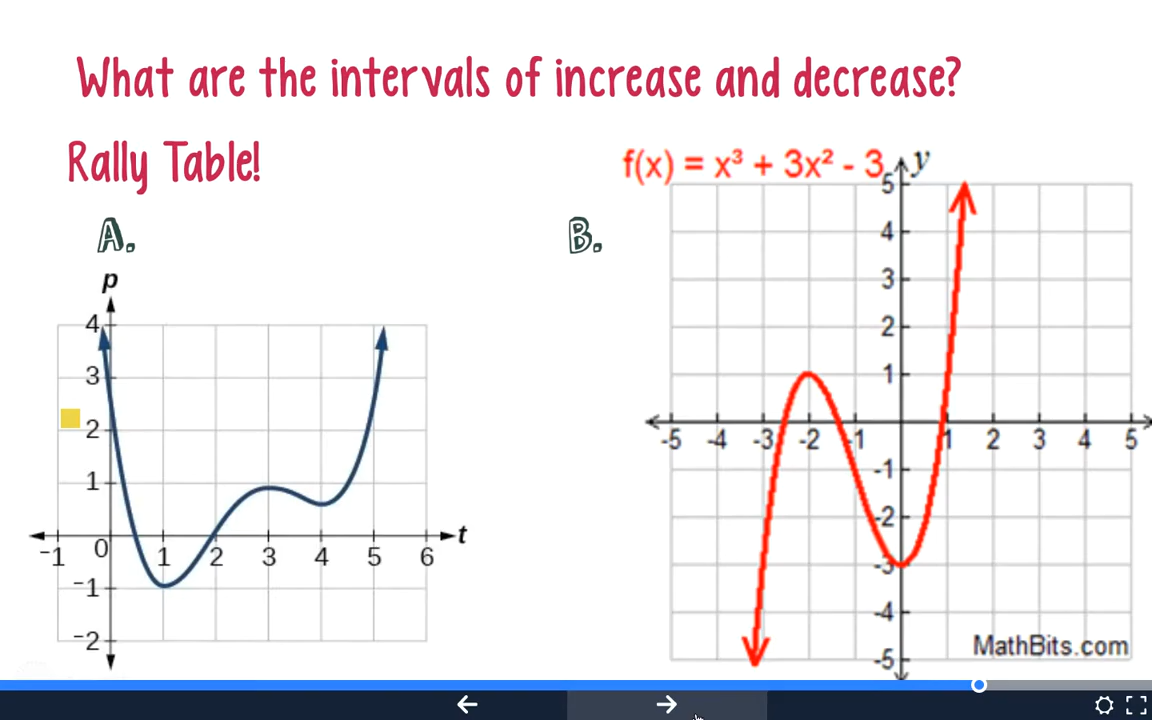 What are the intervals of increase and decrease?
Rally Table!
A.
p
4
3
2
1
-1 0 1 2 3 4 5 6 t
-1
-2
B.
f(x) = x³ + 3x² - 3
y
5
4
3
2
1
-5 -4 -3 -2 -1 1 2 3 4 5
-1
-2
-3
-4
-5
MathBits.com